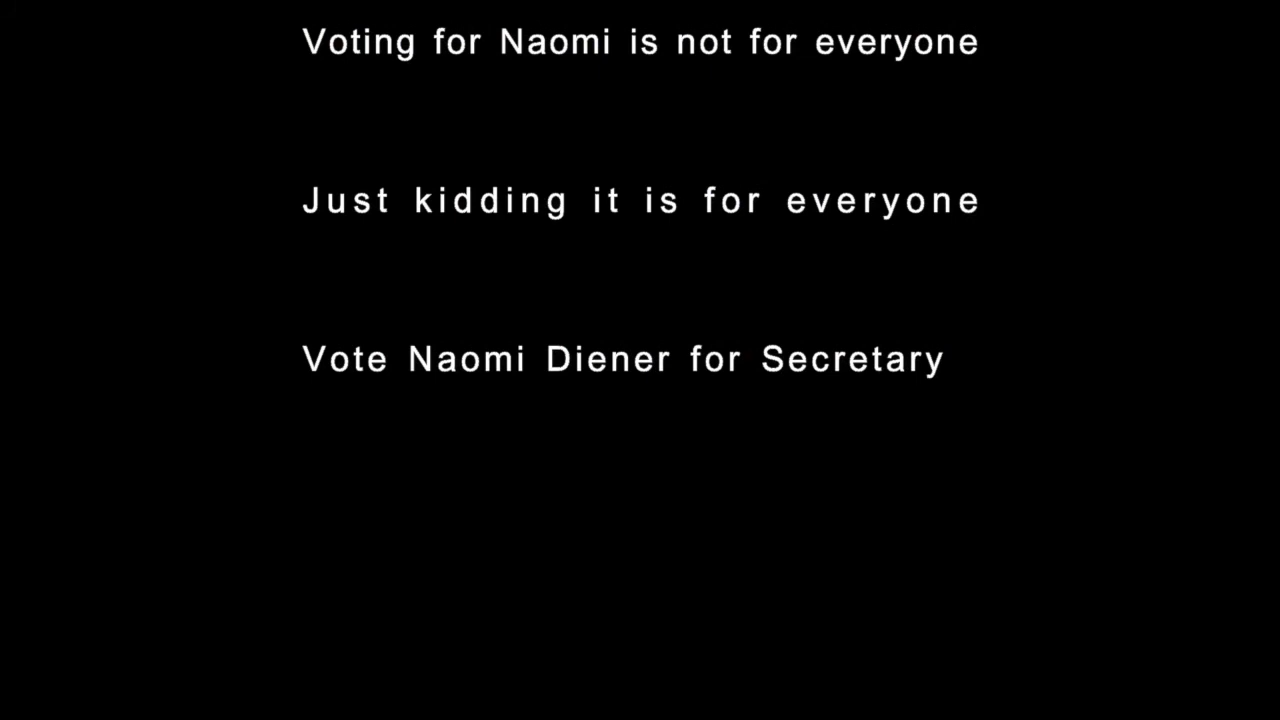 Voting for Naomi is not for everyone
Just kidding it is for everyone
Vote Naomi Diener for Secretary